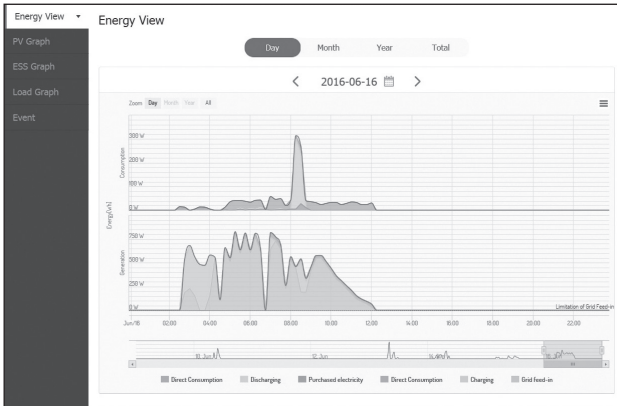 Energy View
Energy View
PV Graph
ESS Graph
Load Graph
Event
Day Month Year Total
2016-06-16
Zoom Day Month Year All
300 W
200 W
100 W
0 W
Consumption
Energy(Wh)
750 W
500 W
250 W
0 W
Generation
Limitation of Grid Feed-in
Jun/16 02:00 04:00 06:00 08:00 10:00 12:00 14:00 16:00 18:00 20:00 22:00
10. Jun 12. Jun 14. Jun 16. Jun
Direct Consumption Discharging Purchased electricity Direct Consumption Charging Grid feed-in